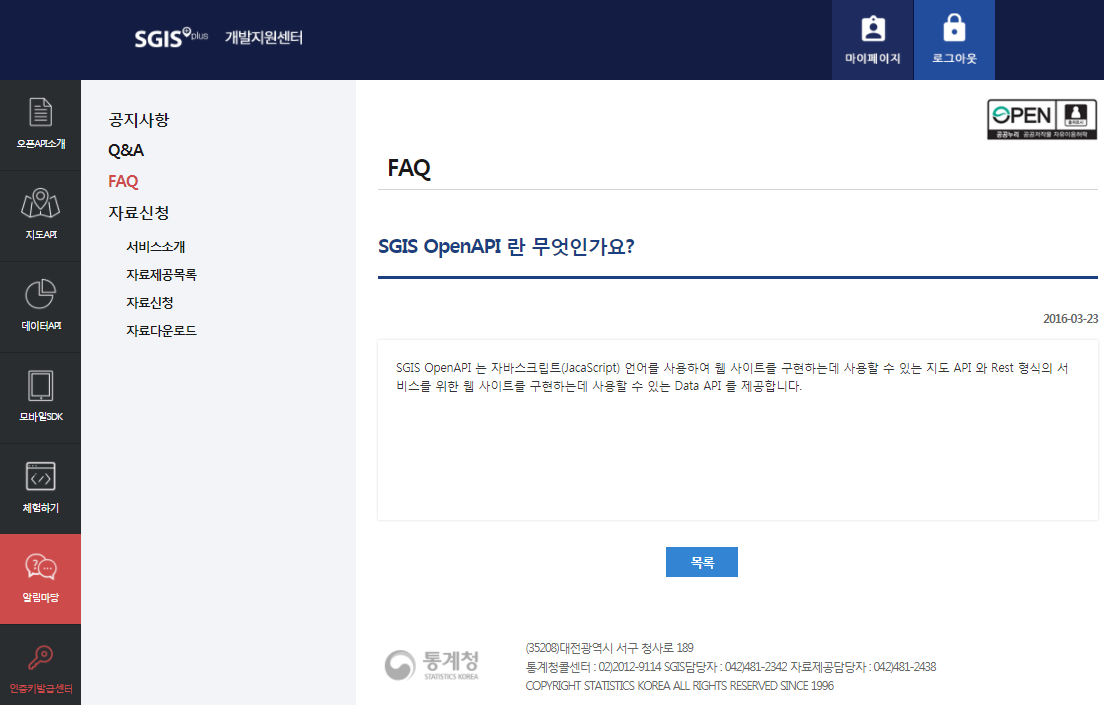 SGIS plus 개발지원센터
마이페이지
로그아웃
오픈API소개
지도API
데이터API
모바일SDK
체험하기
알림마당
인증키발급센터
공지사항
Q&A
FAQ
자료신청
서비스소개
자료제공목록
자료신청
자료다운로드
OPEN
출처표시
공공누리 공공저작물 자유이용허락
FAQ
SGIS OpenAPI 란 무엇인가요?
2016-03-23
SGIS OpenAPI 는 자바스크립트(JacaScript) 언어를 사용하여 웹 사이트를 구현하는데 사용할 수 있는 지도 API 와 Rest 형식의 서
비스를 위한 웹 사이트를 구현하는데 사용할 수 있는 Data API 를 제공합니다.
목록
통계청
STATISTICS KOREA
(35208)대전광역시 서구 청사로 189
통계청콜센터 : 02)2012-9114 SGIS담당자 : 042)481-2342 자료제공담당자 : 042)481-2438
COPYRIGHT STATISTICS KOREA ALL RIGHTS RESERVED SINCE 1996